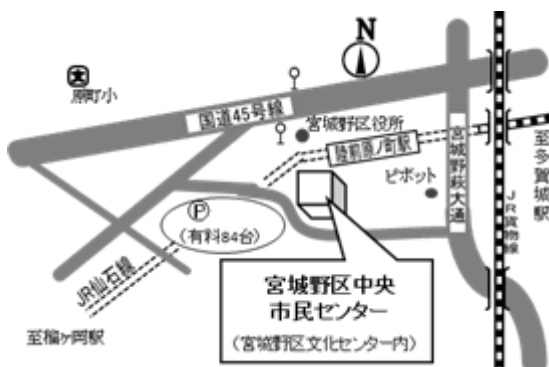 N
文
原町小
国道45号線
宮城野区役所
陸前原ノ町駅
宮城野萩大通
至多賀城駅
ピボット
JR貨物線
P
(有料84台)
JR仙石線
至榴ヶ岡駅
宮城野区中央
市民センター
(宮城野区文化センター内)